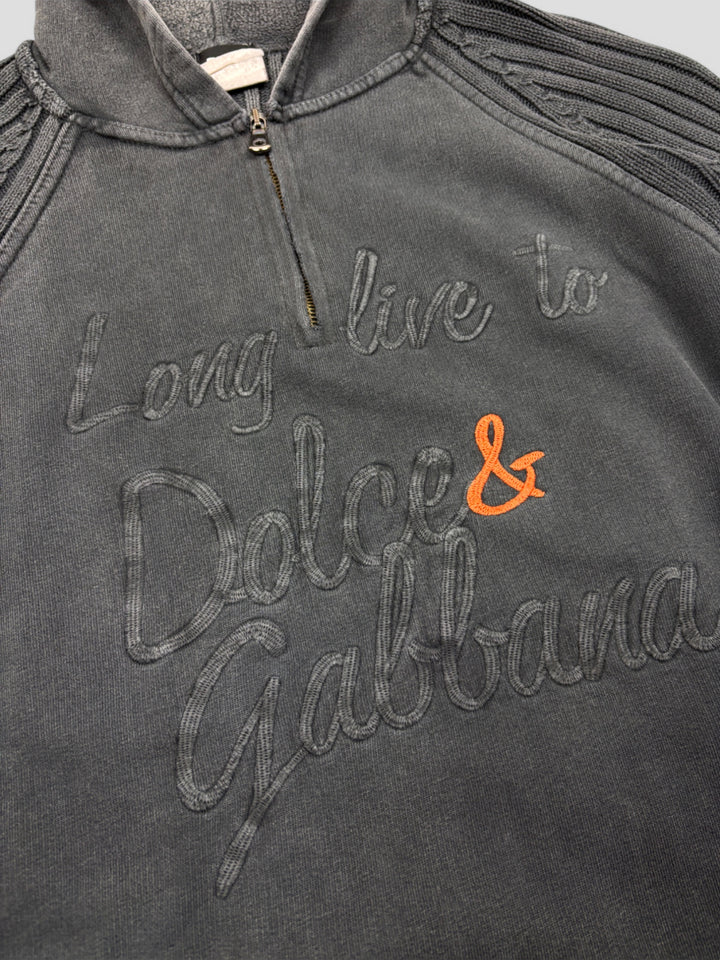 Long live to
Dolce &
Gabbana